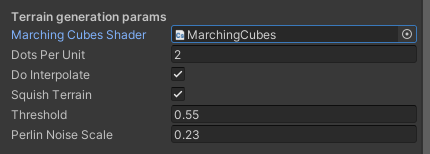 Terrain generation params
Marching Cubes Shader MarchingCubes
Dots Per Unit 2
Do Interpolate
Squish Terrain
Threshold 0.55
Perlin Noise Scale 0.23